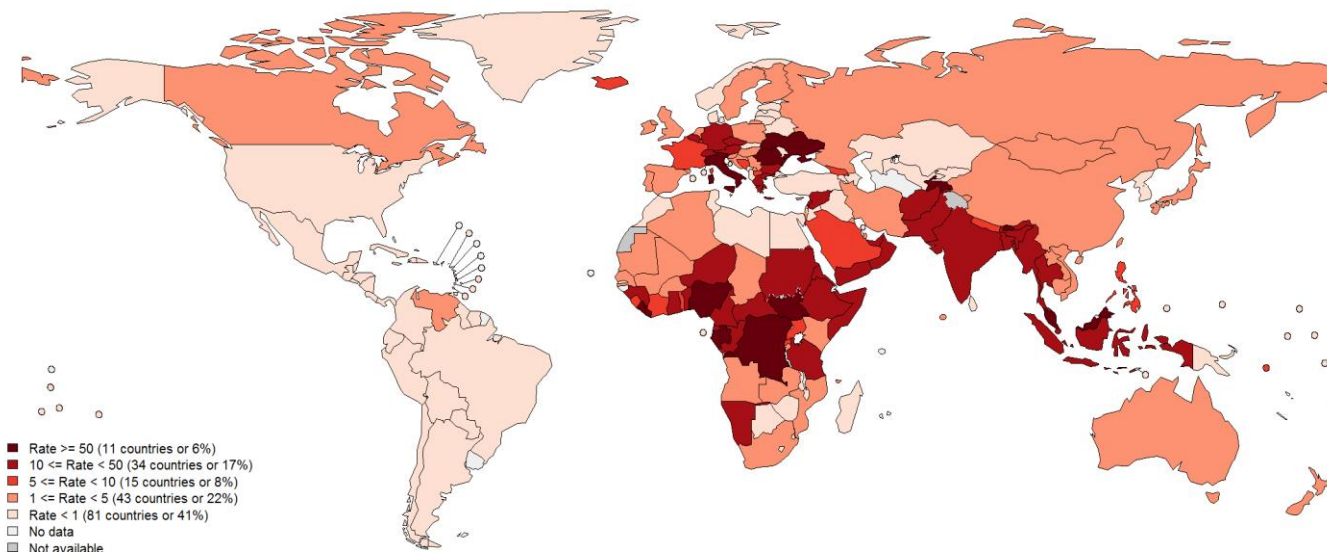 Rate >= 50 (11 countries or 6%)
10 <= Rate < 50 (34 countries or 17%)
5 <= Rate < 10 (15 countries or 8%)
1 <= Rate < 5 (43 countries or 22%)
Rate < 1 (81 countries or 41%)
No data
Not available